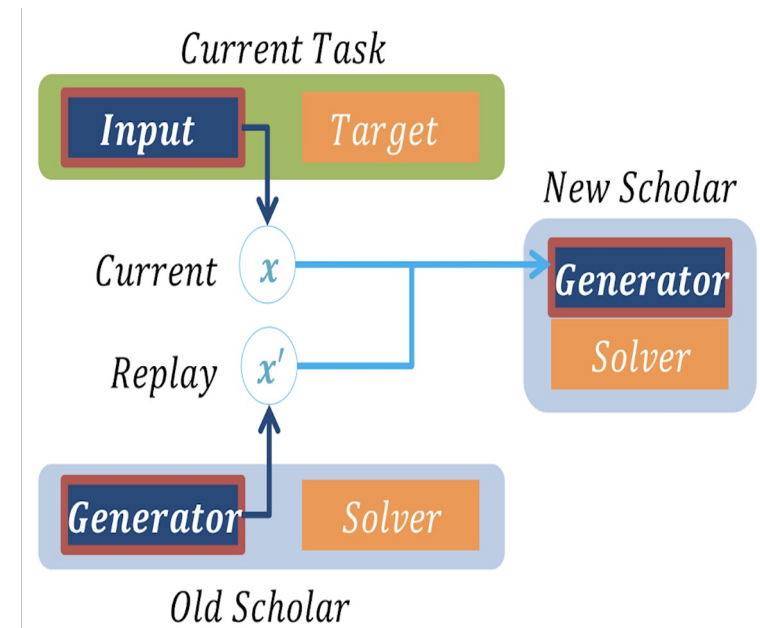 Current Task
Input
Target
New Scholar
Current
x
Generator
Solver
Replay
x'
Generator
Solver
Old Scholar